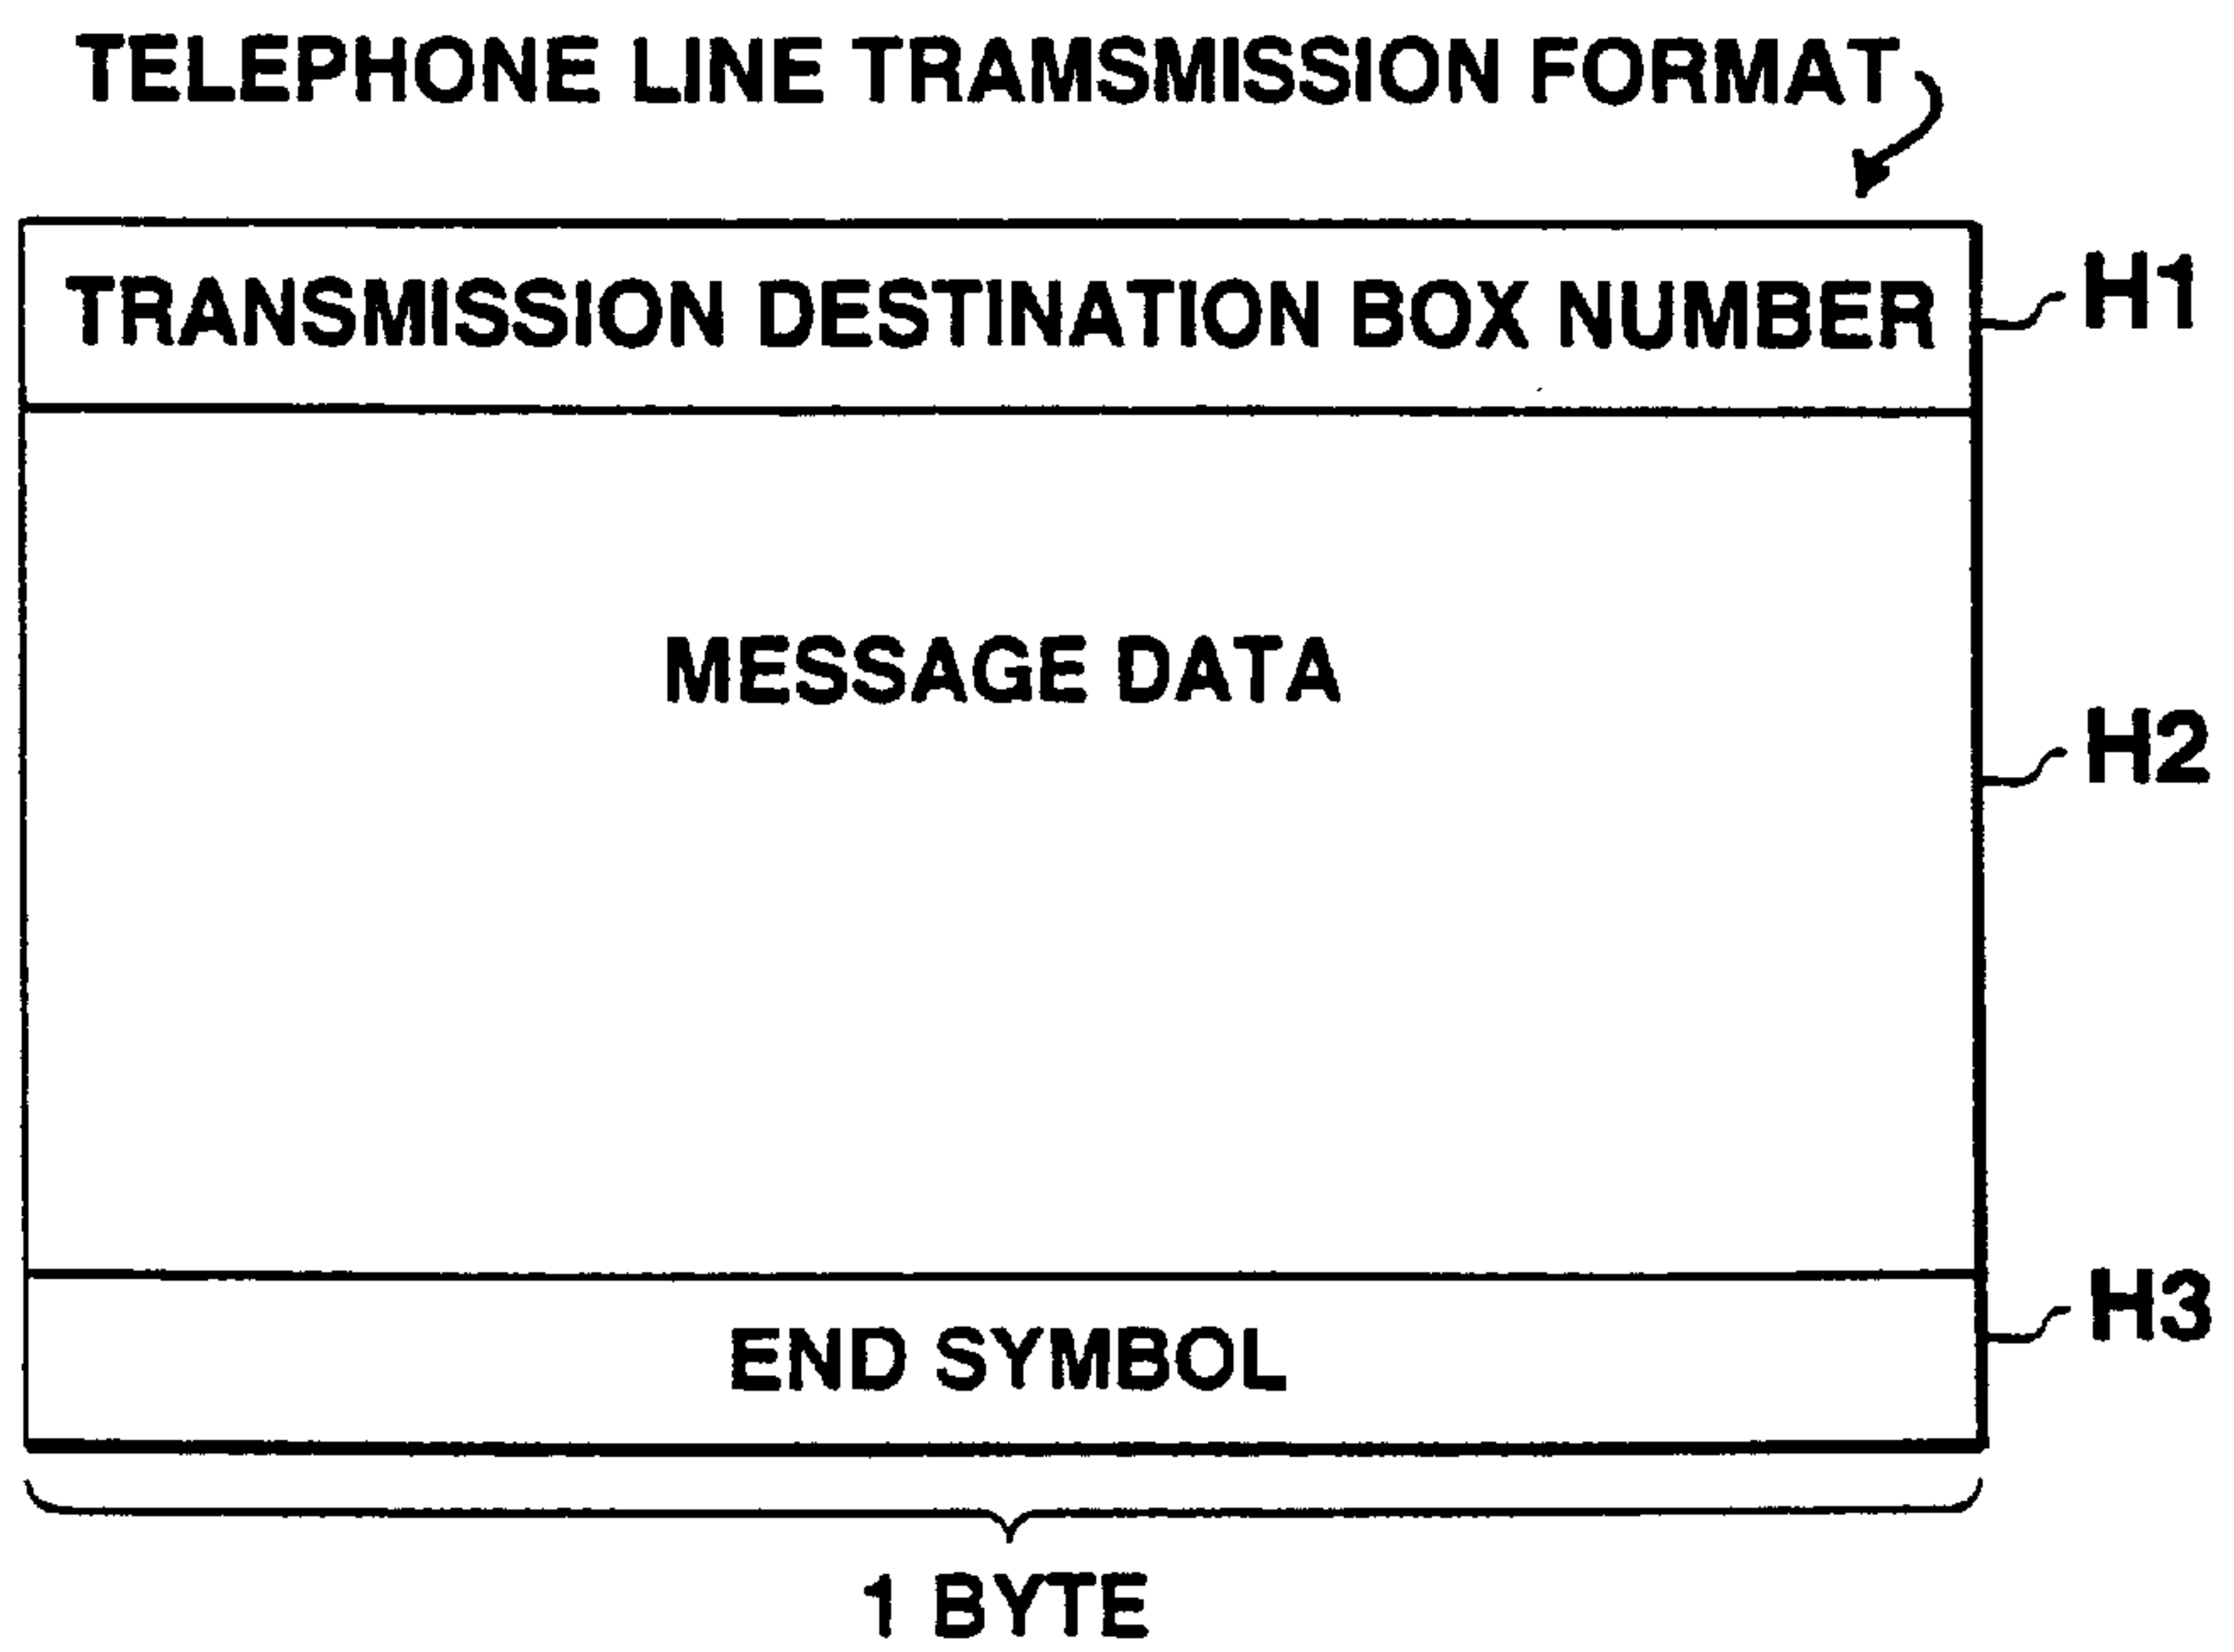 TELEPHONE LINE TRAMSMISSION FORMAT
TRANSMISSION DESTINATION BOX NUMBER
H1
MESSAGE DATA
H2
END SYMBOL
H3
1 BYTE